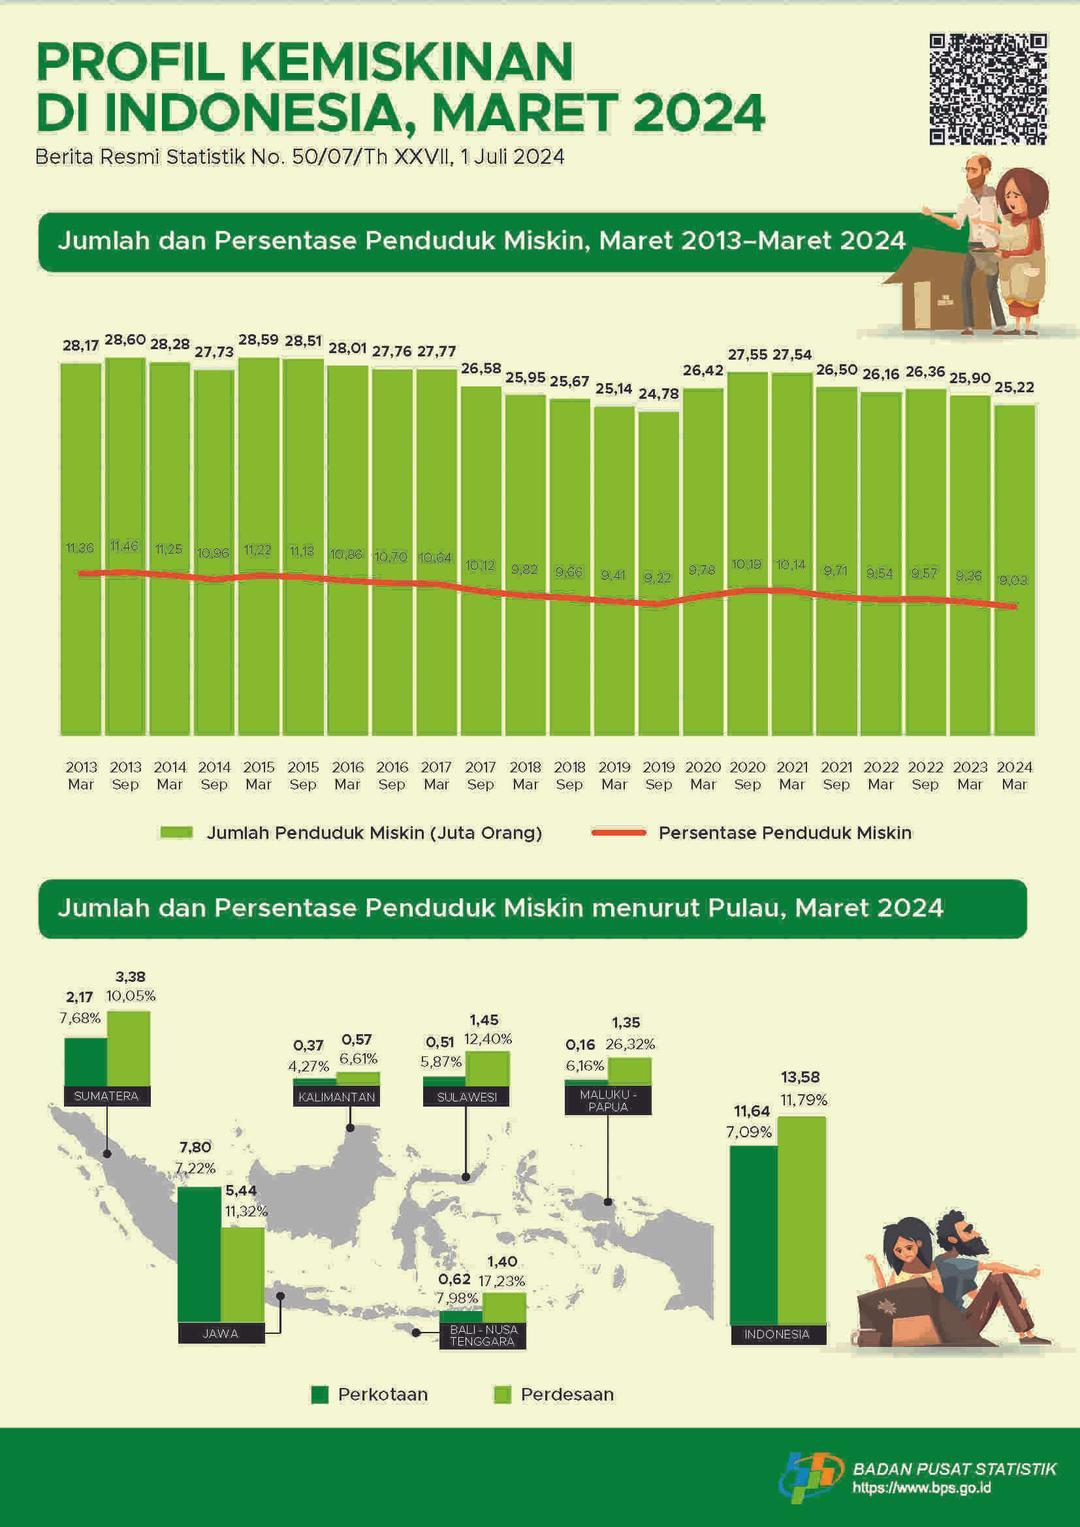 PROFIL KEMISKINAN
DI INDONESIA, MARET 2024
Berita Resmi Statistik No. 50/07/Th XXVII, 1 Juli 2024
Jumlah dan Persentase Penduduk Miskin, Maret 2013–Maret 2024
28,17 28,60 28,28 27,73 28,59 28,51 28,01 27,76 27,77 26,58 25,95 25,67 25,14 24,78 26,42 27,55 27,54 26,50 26,16 26,36 25,90 25,22
11,36 11,46 11,25 10,96 11,22 11,13 10,86 10,70 10,64 10,12 9,82 9,66 9,41 9,22 9,78 10,19 10,14 9,71 9,54 9,57 9,36 9,03
2013 2013 2014 2014 2015 2015 2016 2016 2017 2017 2018 2018 2019 2019 2020 2020 2021 2021 2022 2022 2023 2024
Mar Sep Mar Sep Mar Sep Mar Sep Mar Sep Mar Sep Mar Sep Mar Sep Mar Sep Mar Sep Mar Mar
Jumlah Penduduk Miskin (Juta Orang) Persentase Penduduk Miskin
Jumlah dan Persentase Penduduk Miskin menurut Pulau, Maret 2024
2,17 3,38
7,68% 10,05%
SUMATERA
0,37 0,57
4,27% 6,61%
KALIMANTAN
0,51 1,45
5,87% 12,40%
SULAWESI
0,16 1,35
6,16% 26,32%
MALUKU -
PAPUA
7,80 5,44
7,22% 11,32%
JAWA
0,62 1,40
7,98% 17,23%
BALI - NUSA
TENGGARA
11,64 13,58
7,09% 11,79%
INDONESIA
Perkotaan Perdesaan
BADAN PUSAT STATISTIK
https://www.bps.go.id